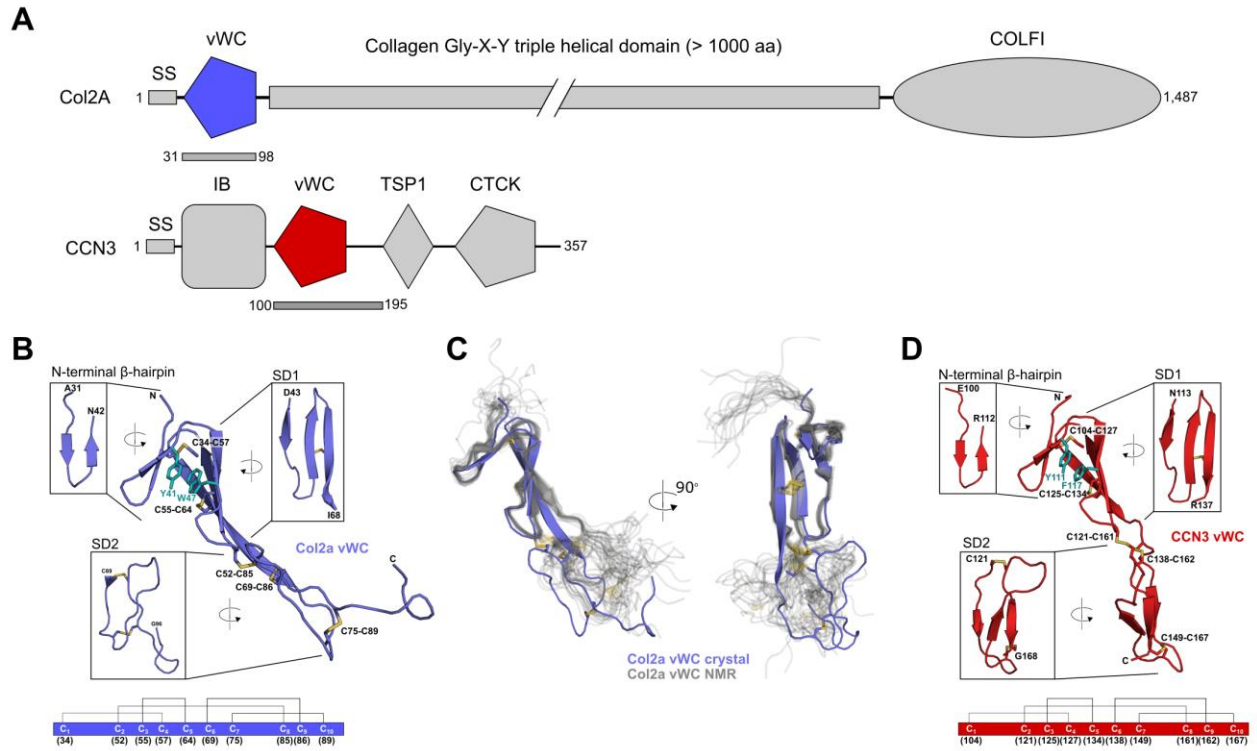 A
vWC
Collagen Gly-X-Y triple helical domain (> 1000 aa)
COLFI
SS
Col2A
1
1,487
31
98
IB
vWC
TSP1
CTCK
SS
CCN3
1
357
100
195
B
N-terminal β-hairpin
A31
N42
N
SD1
D43
I68
C34-C57
Y41
W47
C55-C64
Col2a vWC
C52-C85
C69-C86
C
C75-C89
SD2
C69
G96
C1 C2 C3 C4 C5 C6 C7 C8 C9 C10
(34) (52) (55) (57) (64) (69) (75) (85) (86) (89)
C
90°
Col2a vWC crystal
Col2a vWC NMR
D
N-terminal β-hairpin
E100
R112
N
SD1
N113
R137
C104-C127
Y111
F117
C125-C134
C121-C161
CCN3 vWC
C138-C162
SD2
C121
G168
C149-C167
C
C1 C2 C3 C4 C5 C6 C7 C8 C9 C10
(104) (121) (125) (127) (134) (138) (149) (161) (162) (167)